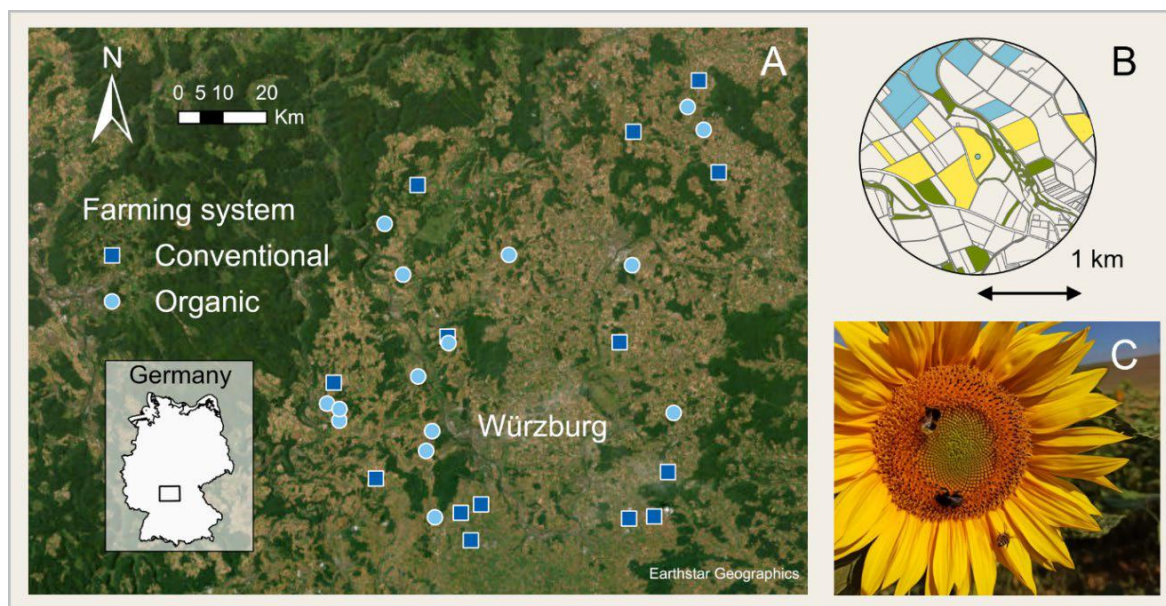 A
N
0 5 10 20
Km
Farming system
Conventional
Organic
Germany
Würzburg
Earthstar Geographics
B
1 km
C